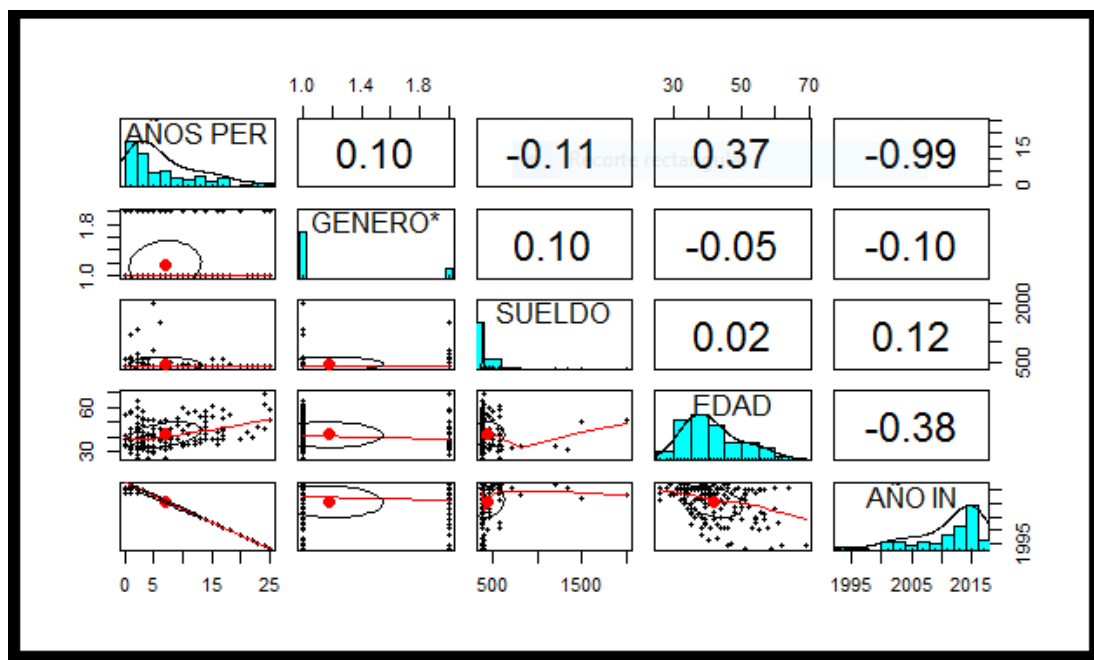 1.0 1.4 1.8 30 50 70
AÑOS PER 0.10 -0.11 0.37 -0.99 0 15
Recorte rectangular
1.0 1.8 GENERO* 0.10 -0.05 -0.10
SUELDO 0.02 0.12 500 2000
30 60 EDAD -0.38
AÑO IN 1995
0 5 15 25 500 1500 1995 2005 2015